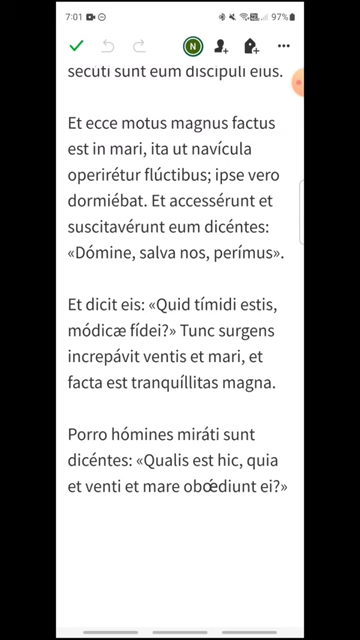 7:01
97%
N
secuti sunt eum discipuli eius.
Et ecce motus magnus factus
est in mari, ita ut navícula
operirétur flúctibus; ipse vero
dormiébat. Et accessérunt et
suscitavérunt eum dicéntes:
«Dómine, salva nos, perímus».
Et dicit eis: «Quid tímidi estis,
módicæ fídei?» Tunc surgens
increpávit ventis et mari, et
facta est tranquíllitas magna.
Porro hómines miráti sunt
dicéntes: «Qualis est hic, quia
et venti et mare obœ́diunt ei?»